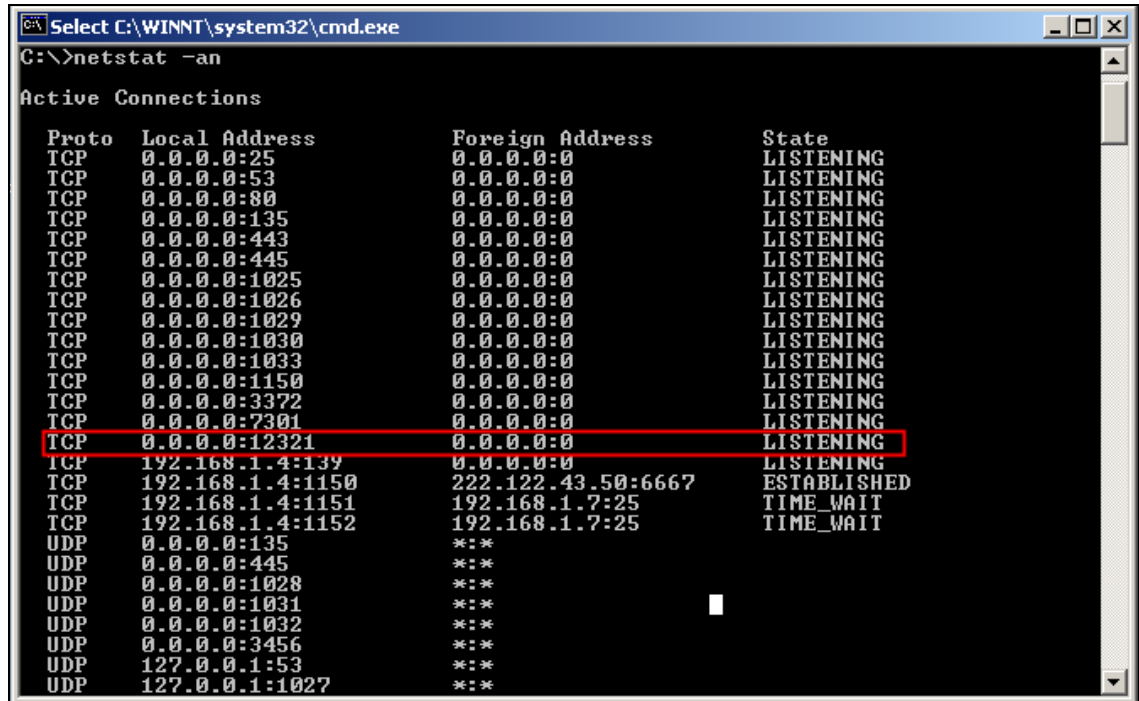 Select C:\WINNT\system32\cmd.exe
C:\>netstat -an
Active Connections
Proto Local Address Foreign Address State
TCP 0.0.0.0:25 0.0.0.0:0 LISTENING
TCP 0.0.0.0:53 0.0.0.0:0 LISTENING
TCP 0.0.0.0:80 0.0.0.0:0 LISTENING
TCP 0.0.0.0:135 0.0.0.0:0 LISTENING
TCP 0.0.0.0:443 0.0.0.0:0 LISTENING
TCP 0.0.0.0:445 0.0.0.0:0 LISTENING
TCP 0.0.0.0:1025 0.0.0.0:0 LISTENING
TCP 0.0.0.0:1026 0.0.0.0:0 LISTENING
TCP 0.0.0.0:1029 0.0.0.0:0 LISTENING
TCP 0.0.0.0:1030 0.0.0.0:0 LISTENING
TCP 0.0.0.0:1033 0.0.0.0:0 LISTENING
TCP 0.0.0.0:1150 0.0.0.0:0 LISTENING
TCP 0.0.0.0:3372 0.0.0.0:0 LISTENING
TCP 0.0.0.0:7301 0.0.0.0:0 LISTENING
TCP 0.0.0.0:12321 0.0.0.0:0 LISTENING
TCP 192.168.1.4:139 0.0.0.0:0 LISTENING
TCP 192.168.1.4:1150 222.122.43.50:6667 ESTABLISHED
TCP 192.168.1.4:1151 192.168.1.7:25 TIME_WAIT
TCP 192.168.1.4:1152 192.168.1.7:25 TIME_WAIT
UDP 0.0.0.0:135 *:*
UDP 0.0.0.0:445 *:*
UDP 0.0.0.0:1028 *:*
UDP 0.0.0.0:1031 *:*
UDP 0.0.0.0:1032 *:*
UDP 0.0.0.0:3456 *:*
UDP 127.0.0.1:53 *:*
UDP 127.0.0.1:1027 *:*